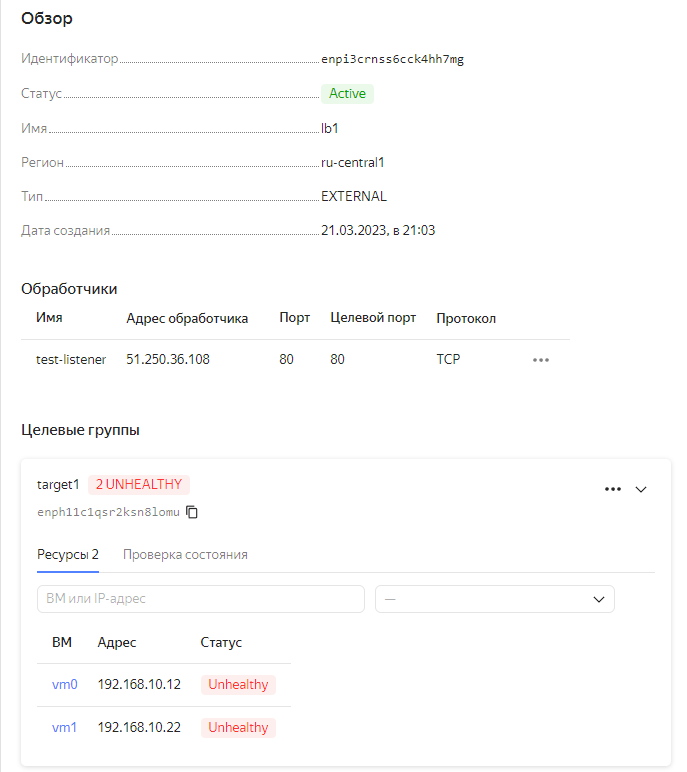 Обзор
Идентификатор enpi3crnss6cck4hh7mg
Статус Active
Имя lb1
Регион ru-central1
Тип EXTERNAL
Дата создания 21.03.2023, в 21:03
Обработчики
Имя Адрес обработчика Порт Целевой порт Протокол
test-listener 51.250.36.108 80 80 TCP
Целевые группы
target1 2 UNHEALTHY
enph11c1qsr2ksn8lomu
Ресурсы 2 Проверка состояния
ВМ или IP-адрес —
ВМ Адрес Статус
vm0 192.168.10.12 Unhealthy
vm1 192.168.10.22 Unhealthy